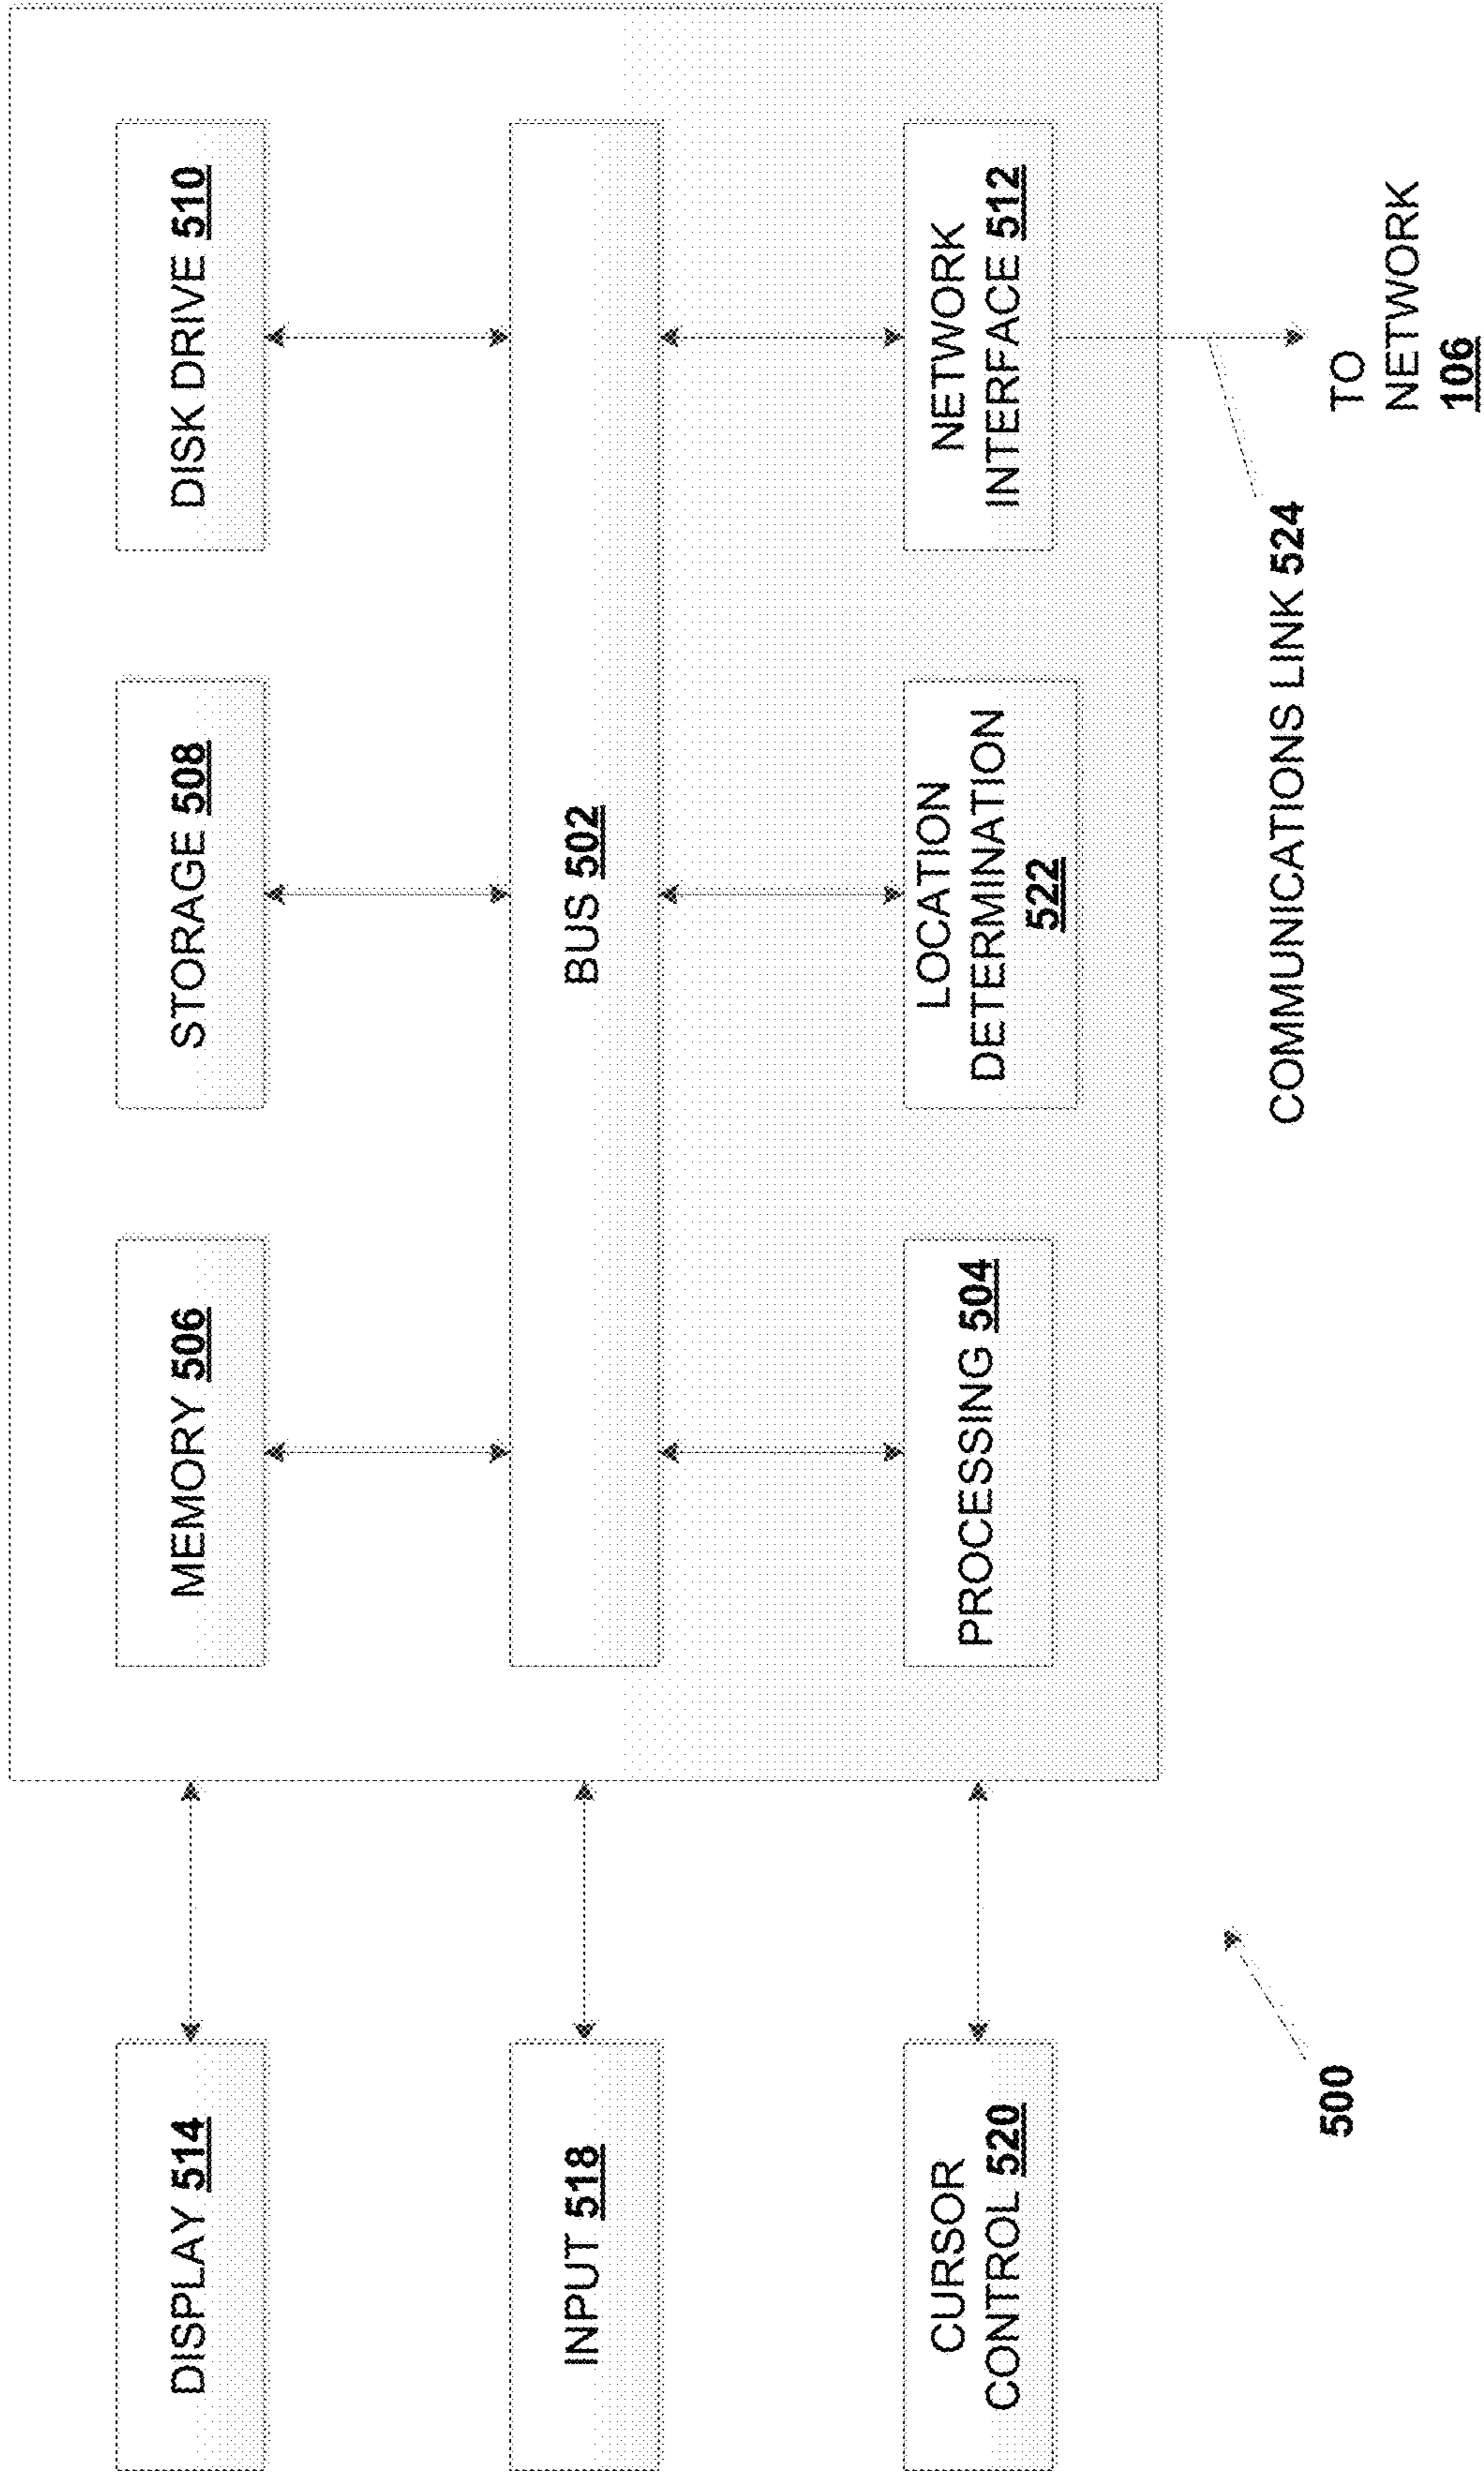 DISPLAY 514
MEMORY 506
STORAGE 508
DISK DRIVE 510
INPUT 518
BUS 502
CURSOR
CONTROL 520
PROCESSING 504
LOCATION
DETERMINATION
522
NETWORK
INTERFACE 512
COMMUNICATIONS LINK 524
500
TO
NETWORK
106